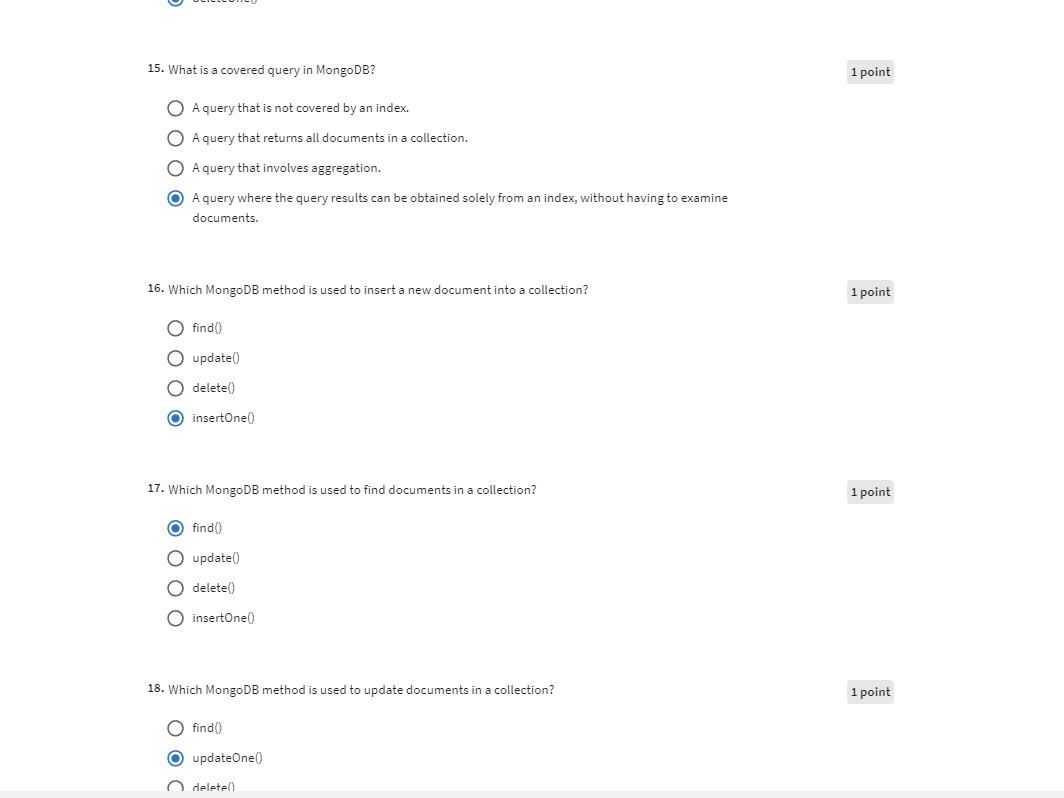 deleteOne()
15. What is a covered query in MongoDB?
1 point
A query that is not covered by an index.
A query that returns all documents in a collection.
A query that involves aggregation.
A query where the query results can be obtained solely from an index, without having to examine
documents.
16. Which MongoDB method is used to insert a new document into a collection?
1 point
find()
update()
delete()
insertOne()
17. Which MongoDB method is used to find documents in a collection?
1 point
find()
update()
delete()
insertOne()
18. Which MongoDB method is used to update documents in a collection?
1 point
find()
updateOne()
delete()